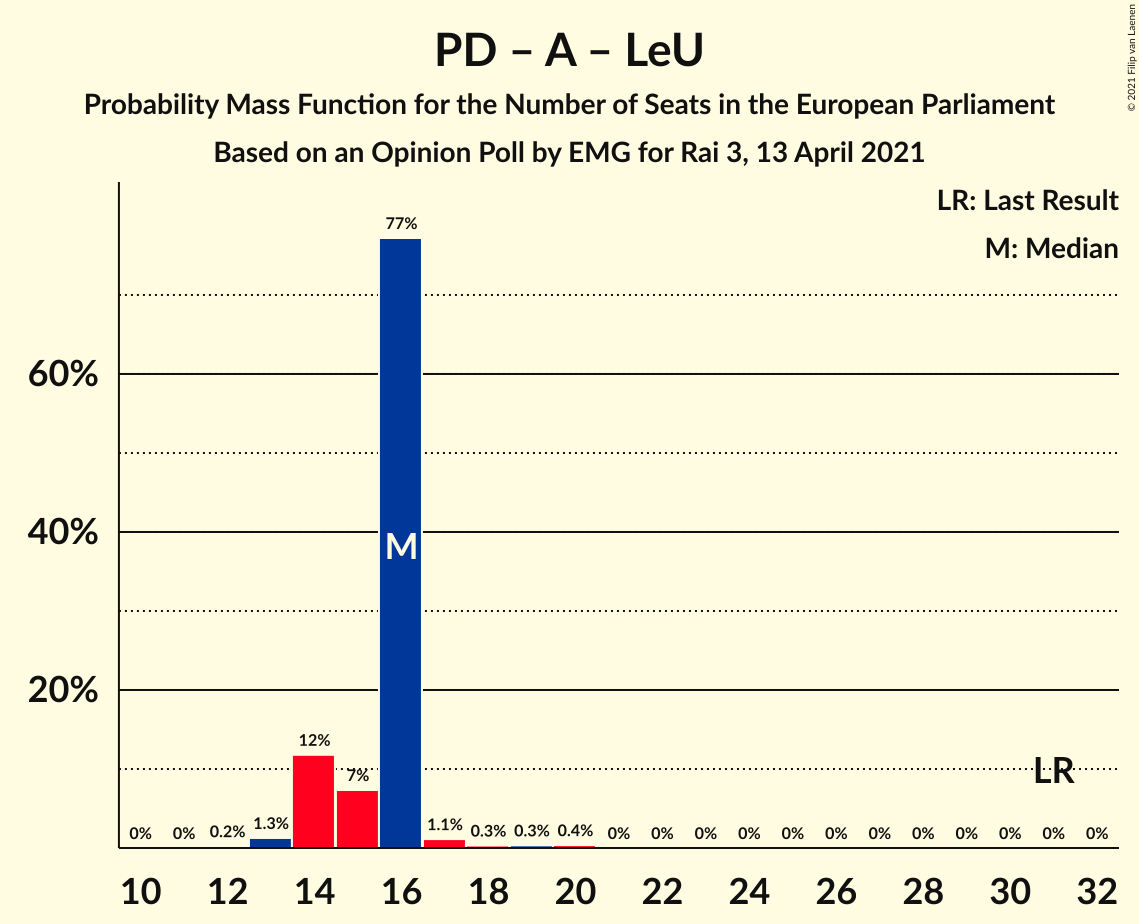 PD – A – LeU
Probability Mass Function for the Number of Seats in the European Parliament
Based on an Opinion Poll by EMG for Rai 3, 13 April 2021
© 2021 Filip van Laenen
LR: Last Result
M: Median
77%
60%
40%
M
20%
12%
7%
LR
0% 0% 0.2% 1.3% 1.1% 0.3% 0.3% 0.4% 0% 0% 0% 0% 0% 0% 0% 0% 0% 0% 0% 0%
10 12 14 16 18 20 22 24 26 28 30 32